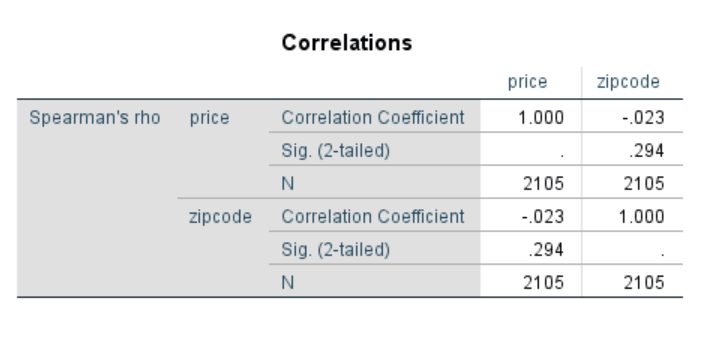 Correlations
price zipcode
Spearman's rho price Correlation Coefficient 1.000 -.023
Sig. (2-tailed) . .294
N 2105 2105
zipcode Correlation Coefficient -.023 1.000
Sig. (2-tailed) .294 .
N 2105 2105